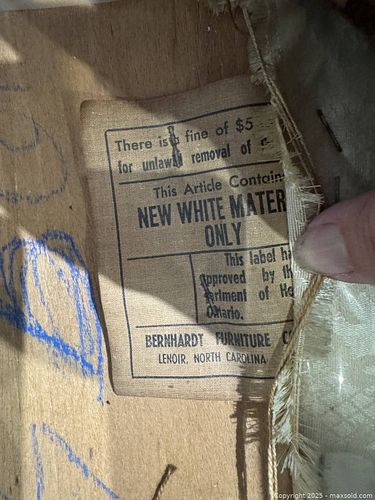 There is a fine of $5
for unlawful removal of
This Article Contain
NEW WHITE MATER
ONLY
This label ha
approved by th
artment of He
Ontario.
BERNHARDT FURNITURE C
LENOIR, NORTH CAROLINA
Copyright 2025 - maxsold.com